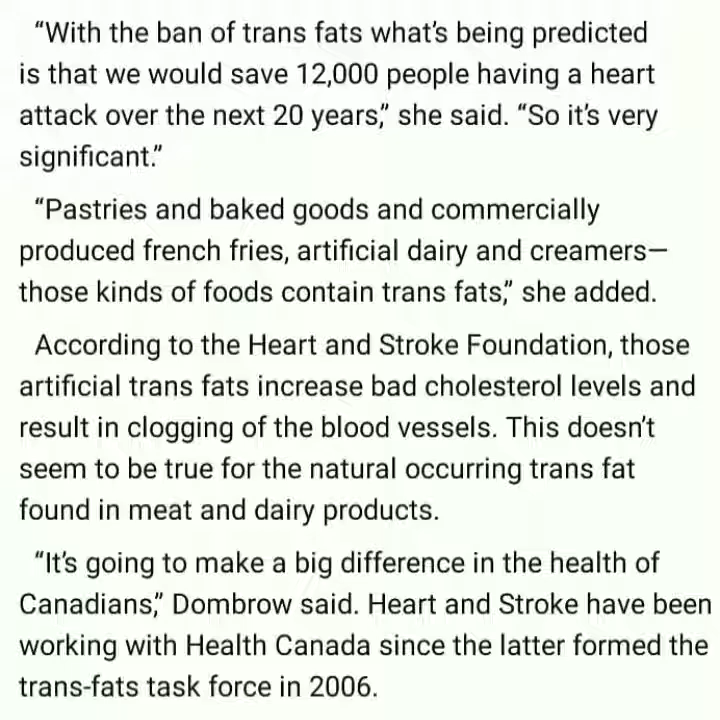 “With the ban of trans fats what’s being predicted
is that we would save 12,000 people having a heart
attack over the next 20 years,” she said. “So it’s very
significant.”
“Pastries and baked goods and commercially
produced french fries, artificial dairy and creamers—
those kinds of foods contain trans fats,” she added.
According to the Heart and Stroke Foundation, those
artificial trans fats increase bad cholesterol levels and
result in clogging of the blood vessels. This doesn’t
seem to be true for the natural occurring trans fat
found in meat and dairy products.
“It’s going to make a big difference in the health of
Canadians,” Dombrow said. Heart and Stroke have been
working with Health Canada since the latter formed the
trans-fats task force in 2006.